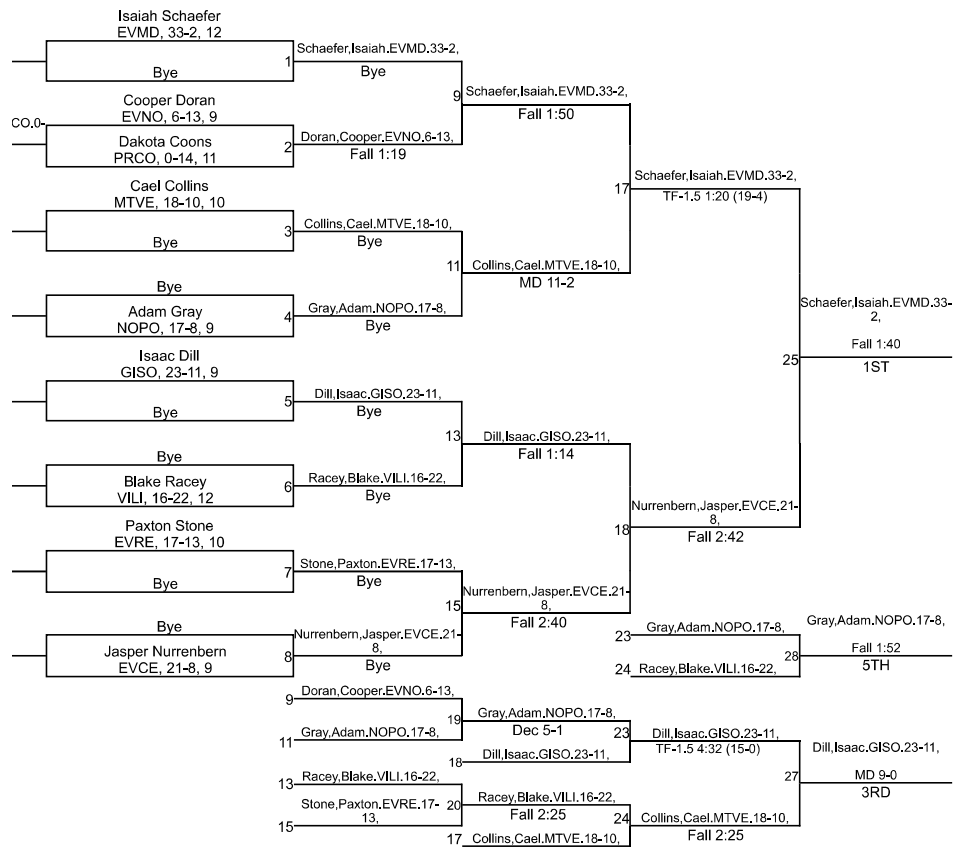 Isaiah Schaefer
EVMD, 33-2, 12
Bye
1
Schaefer,Isaiah.EVMD.33-2,
Bye
Cooper Doran
EVNO, 6-13, 9
CO.0-
Dakota Coons
PRCO, 0-14, 11
2
Doran,Cooper.EVNO.6-13,
Fall 1:19
9
Schaefer,Isaiah.EVMD.33-2,
Fall 1:50
Cael Collins
MTVE, 18-10, 10
Bye
3
Collins,Cael.MTVE.18-10,
Bye
Bye
Adam Gray
NOPO, 17-8, 9
4
Gray,Adam.NOPO.17-8,
Bye
11
Collins,Cael.MTVE.18-10,
MD 11-2
17
Schaefer,Isaiah.EVMD.33-2,
TF-1.5 1:20 (19-4)
Isaac Dill
GISO, 23-11, 9
Bye
5
Dill,Isaac.GISO.23-11,
Bye
Bye
Blake Racey
VILI, 16-22, 12
6
Racey,Blake.VILI.16-22,
Bye
13
Dill,Isaac.GISO.23-11,
Fall 1:14
Paxton Stone
EVRE, 17-13, 10
Bye
7
Stone,Paxton.EVRE.17-13,
Bye
Bye
Jasper Nurrenbern
EVCE, 21-8, 9
8
Nurrenbern,Jasper.EVCE.21-
8,
Bye
15
Nurrenbern,Jasper.EVCE.21-
8,
Fall 2:40
18
Nurrenbern,Jasper.EVCE.21-
8,
Fall 2:42
25
Schaefer,Isaiah.EVMD.33-
2,
Fall 1:40
1ST
23
Gray,Adam.NOPO.17-8,
24
Racey,Blake.VILI.16-22,
28
Gray,Adam.NOPO.17-8,
Fall 1:52
5TH
9
Doran,Cooper.EVNO.6-13,
11
Gray,Adam.NOPO.17-8,
19
Gray,Adam.NOPO.17-8,
Dec 5-1
18
Dill,Isaac.GISO.23-11,
23
Dill,Isaac.GISO.23-11,
TF-1.5 4:32 (15-0)
13
Racey,Blake.VILI.16-22,
15
Stone,Paxton.EVRE.17-
13,
20
Racey,Blake.VILI.16-22,
Fall 2:25
17
Collins,Cael.MTVE.18-10,
24
Collins,Cael.MTVE.18-10,
Fall 2:25
27
Dill,Isaac.GISO.23-11,
MD 9-0
3RD